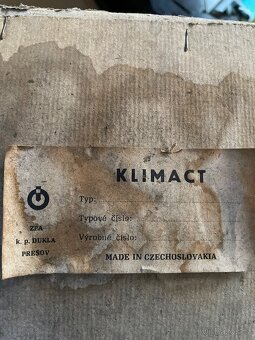 KLIMACT
Typ:
Typové číslo:
Výrobné číslo:
ZPA
k. p. DUKLA
PREŠOV
MADE IN CZECHOSLOVAKIA